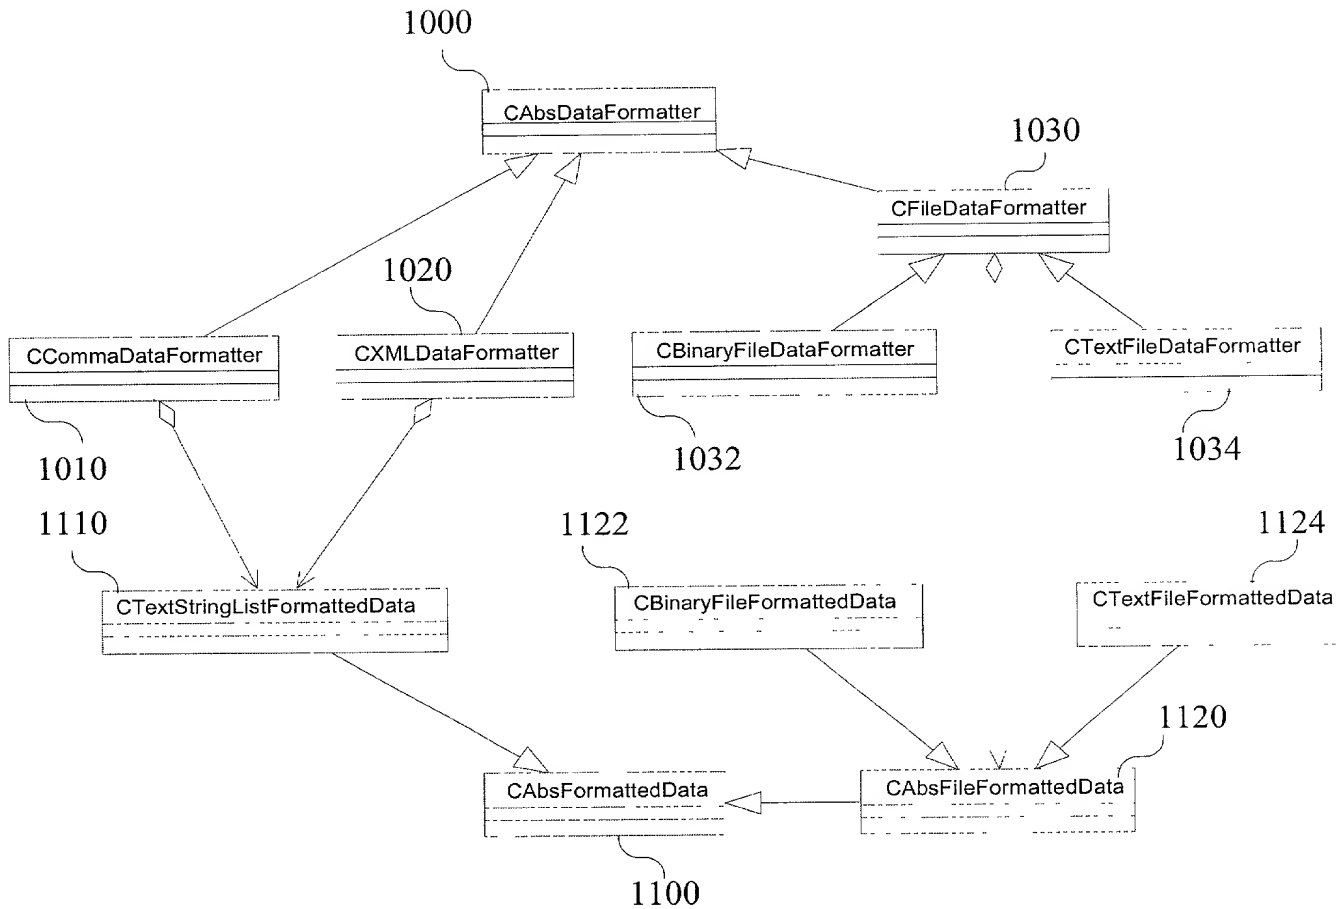 1000
CAbsDataFormatter
1030
CFileDataFormatter
1020
CCommaDataFormatter
CXMLDataFormatter
CBinaryFileDataFormatter
CTextFileDataFormatter
1010
1032
1034
1110
1122
1124
CTextStringListFormattedData
CBinaryFileFormattedData
CTextFileFormattedData
1120
CAbsFormattedData
CAbsFileFormattedData
1100